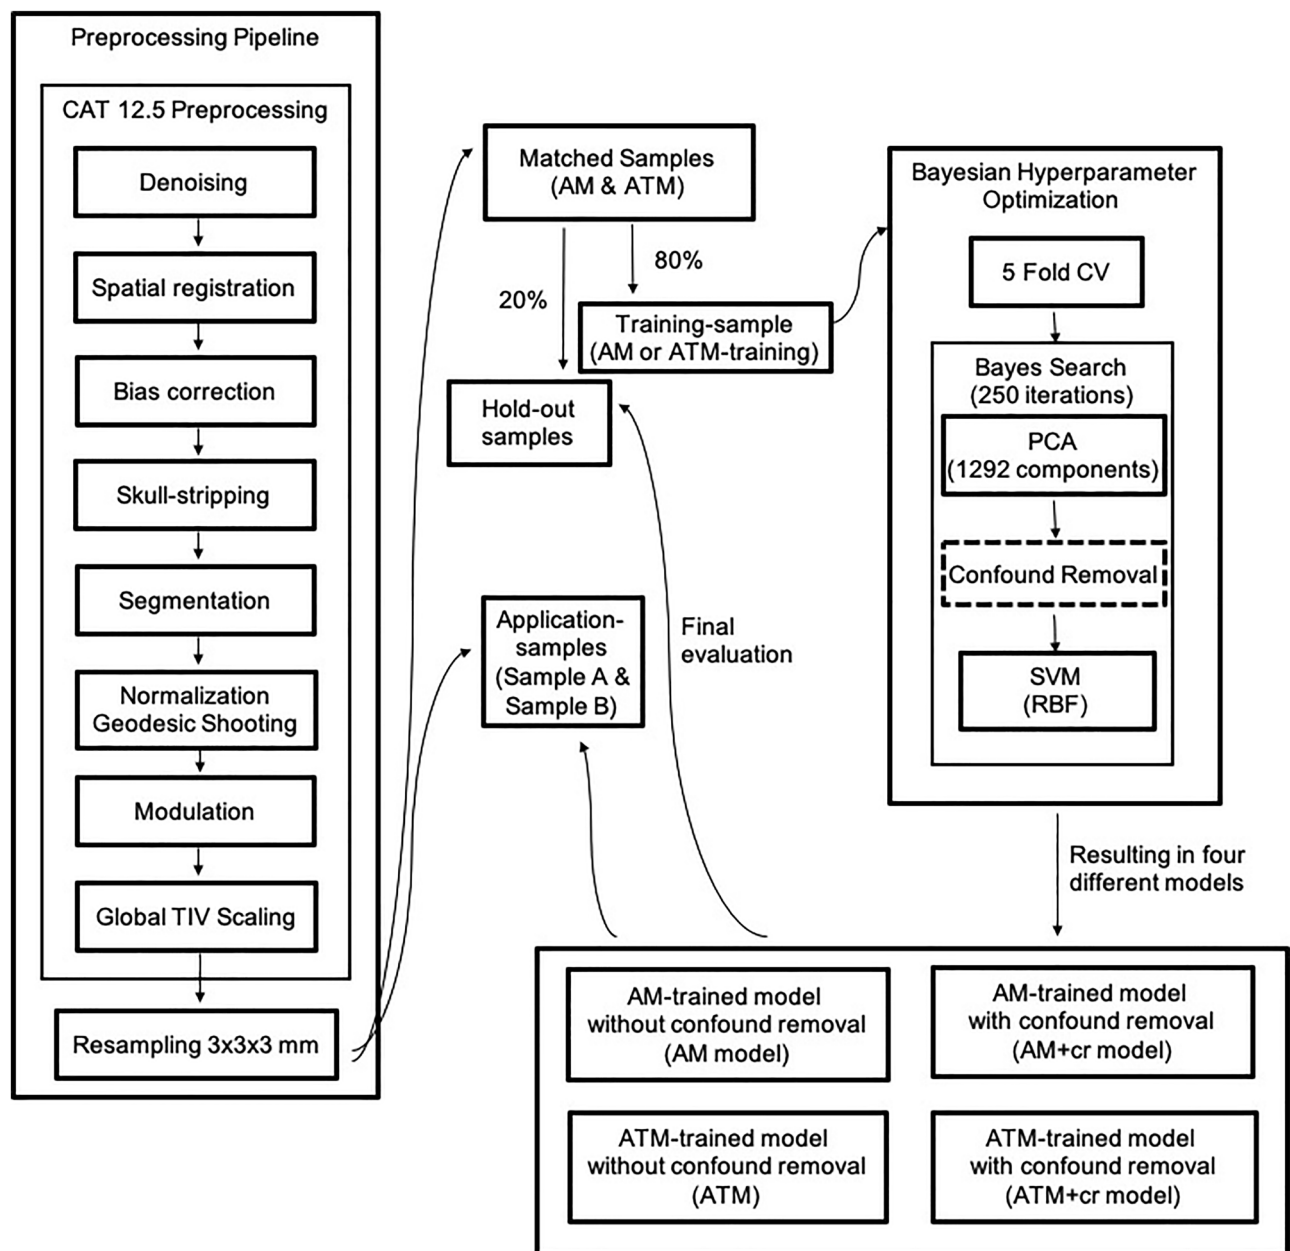 Preprocessing Pipeline
CAT 12.5 Preprocessing
Denoising
Spatial registration
Bias correction
Skull-stripping
Segmentation
Normalization
Geodesic Shooting
Modulation
Global TIV Scaling
Resampling 3x3x3 mm
Matched Samples
(AM & ATM)
80%
20%
Training-sample
(AM or ATM-training)
Hold-out
samples
Application-
samples
(Sample A &
Sample B)
Final
evaluation
Bayesian Hyperparameter
Optimization
5 Fold CV
Bayes Search
(250 iterations)
PCA
(1292 components)
Confound Removal
SVM
(RBF)
Resulting in four
different models
AM-trained model
without confound removal
(AM model)
AM-trained model
with confound removal
(AM+cr model)
ATM-trained model
without confound removal
(ATM)
ATM-trained model
with confound removal
(ATM+cr model)